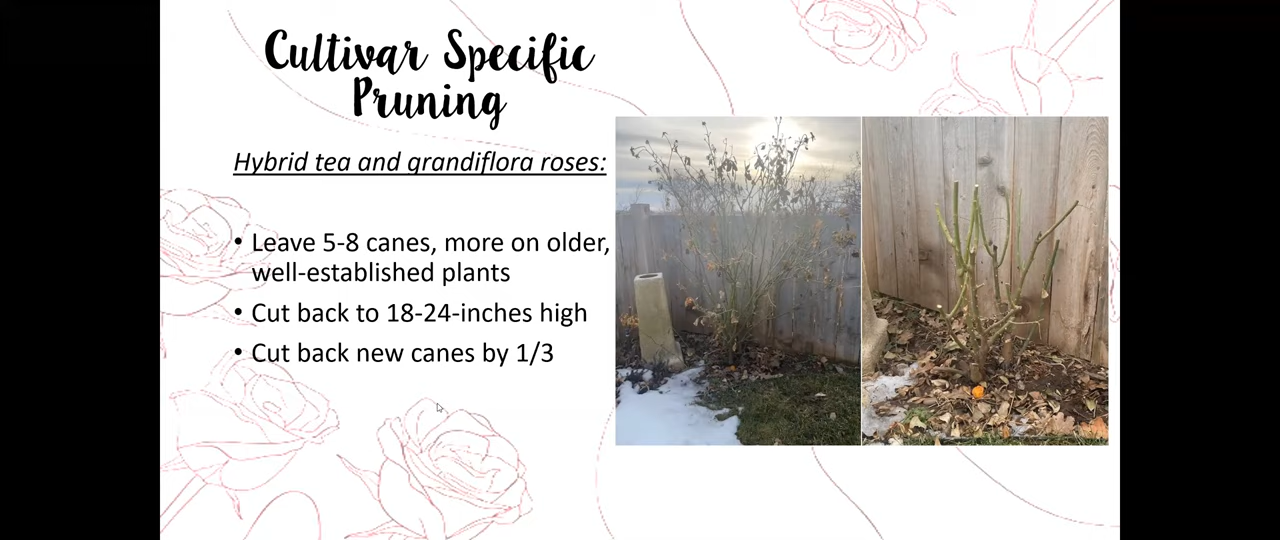 Cultivar Specific
Pruning
Hybrid tea and grandiflora roses:
• Leave 5-8 canes, more on older,
well-established plants
• Cut back to 18-24-inches high
• Cut back new canes by 1/3